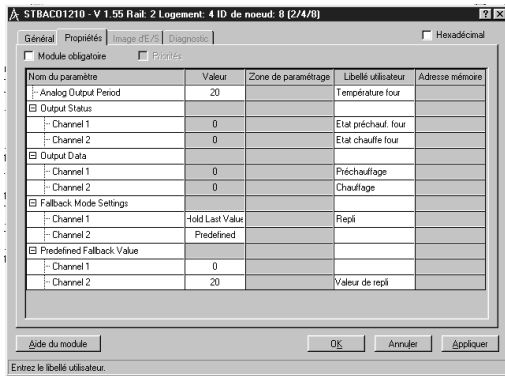 STBACO1210 - V 1.55 Rail: 2 Logement: 4 ID de noeud: 8 (2/4/8)
Général Propriétés Image d'E/S Diagnostic Hexadécimal
Module obligatoire Priorités
Nom du paramètre Valeur Zone de paramétrage Libellé utilisateur Adresse mémoire
Analog Output Period 20 Température four
Output Status
Channel 1 0 Etat préchauf. four
Channel 2 0 Etat chauffe four
Output Data
Channel 1 0 Préchauffage
Channel 2 0 Chauffage
Fallback Mode Settings
Channel 1 Hold Last Value Repli
Channel 2 Predefined
Predefined Fallback Value
Channel 1 0
Channel 2 20 Valeur de repli
Aide du module OK Annuler Appliquer
Entrez le libellé utilisateur.